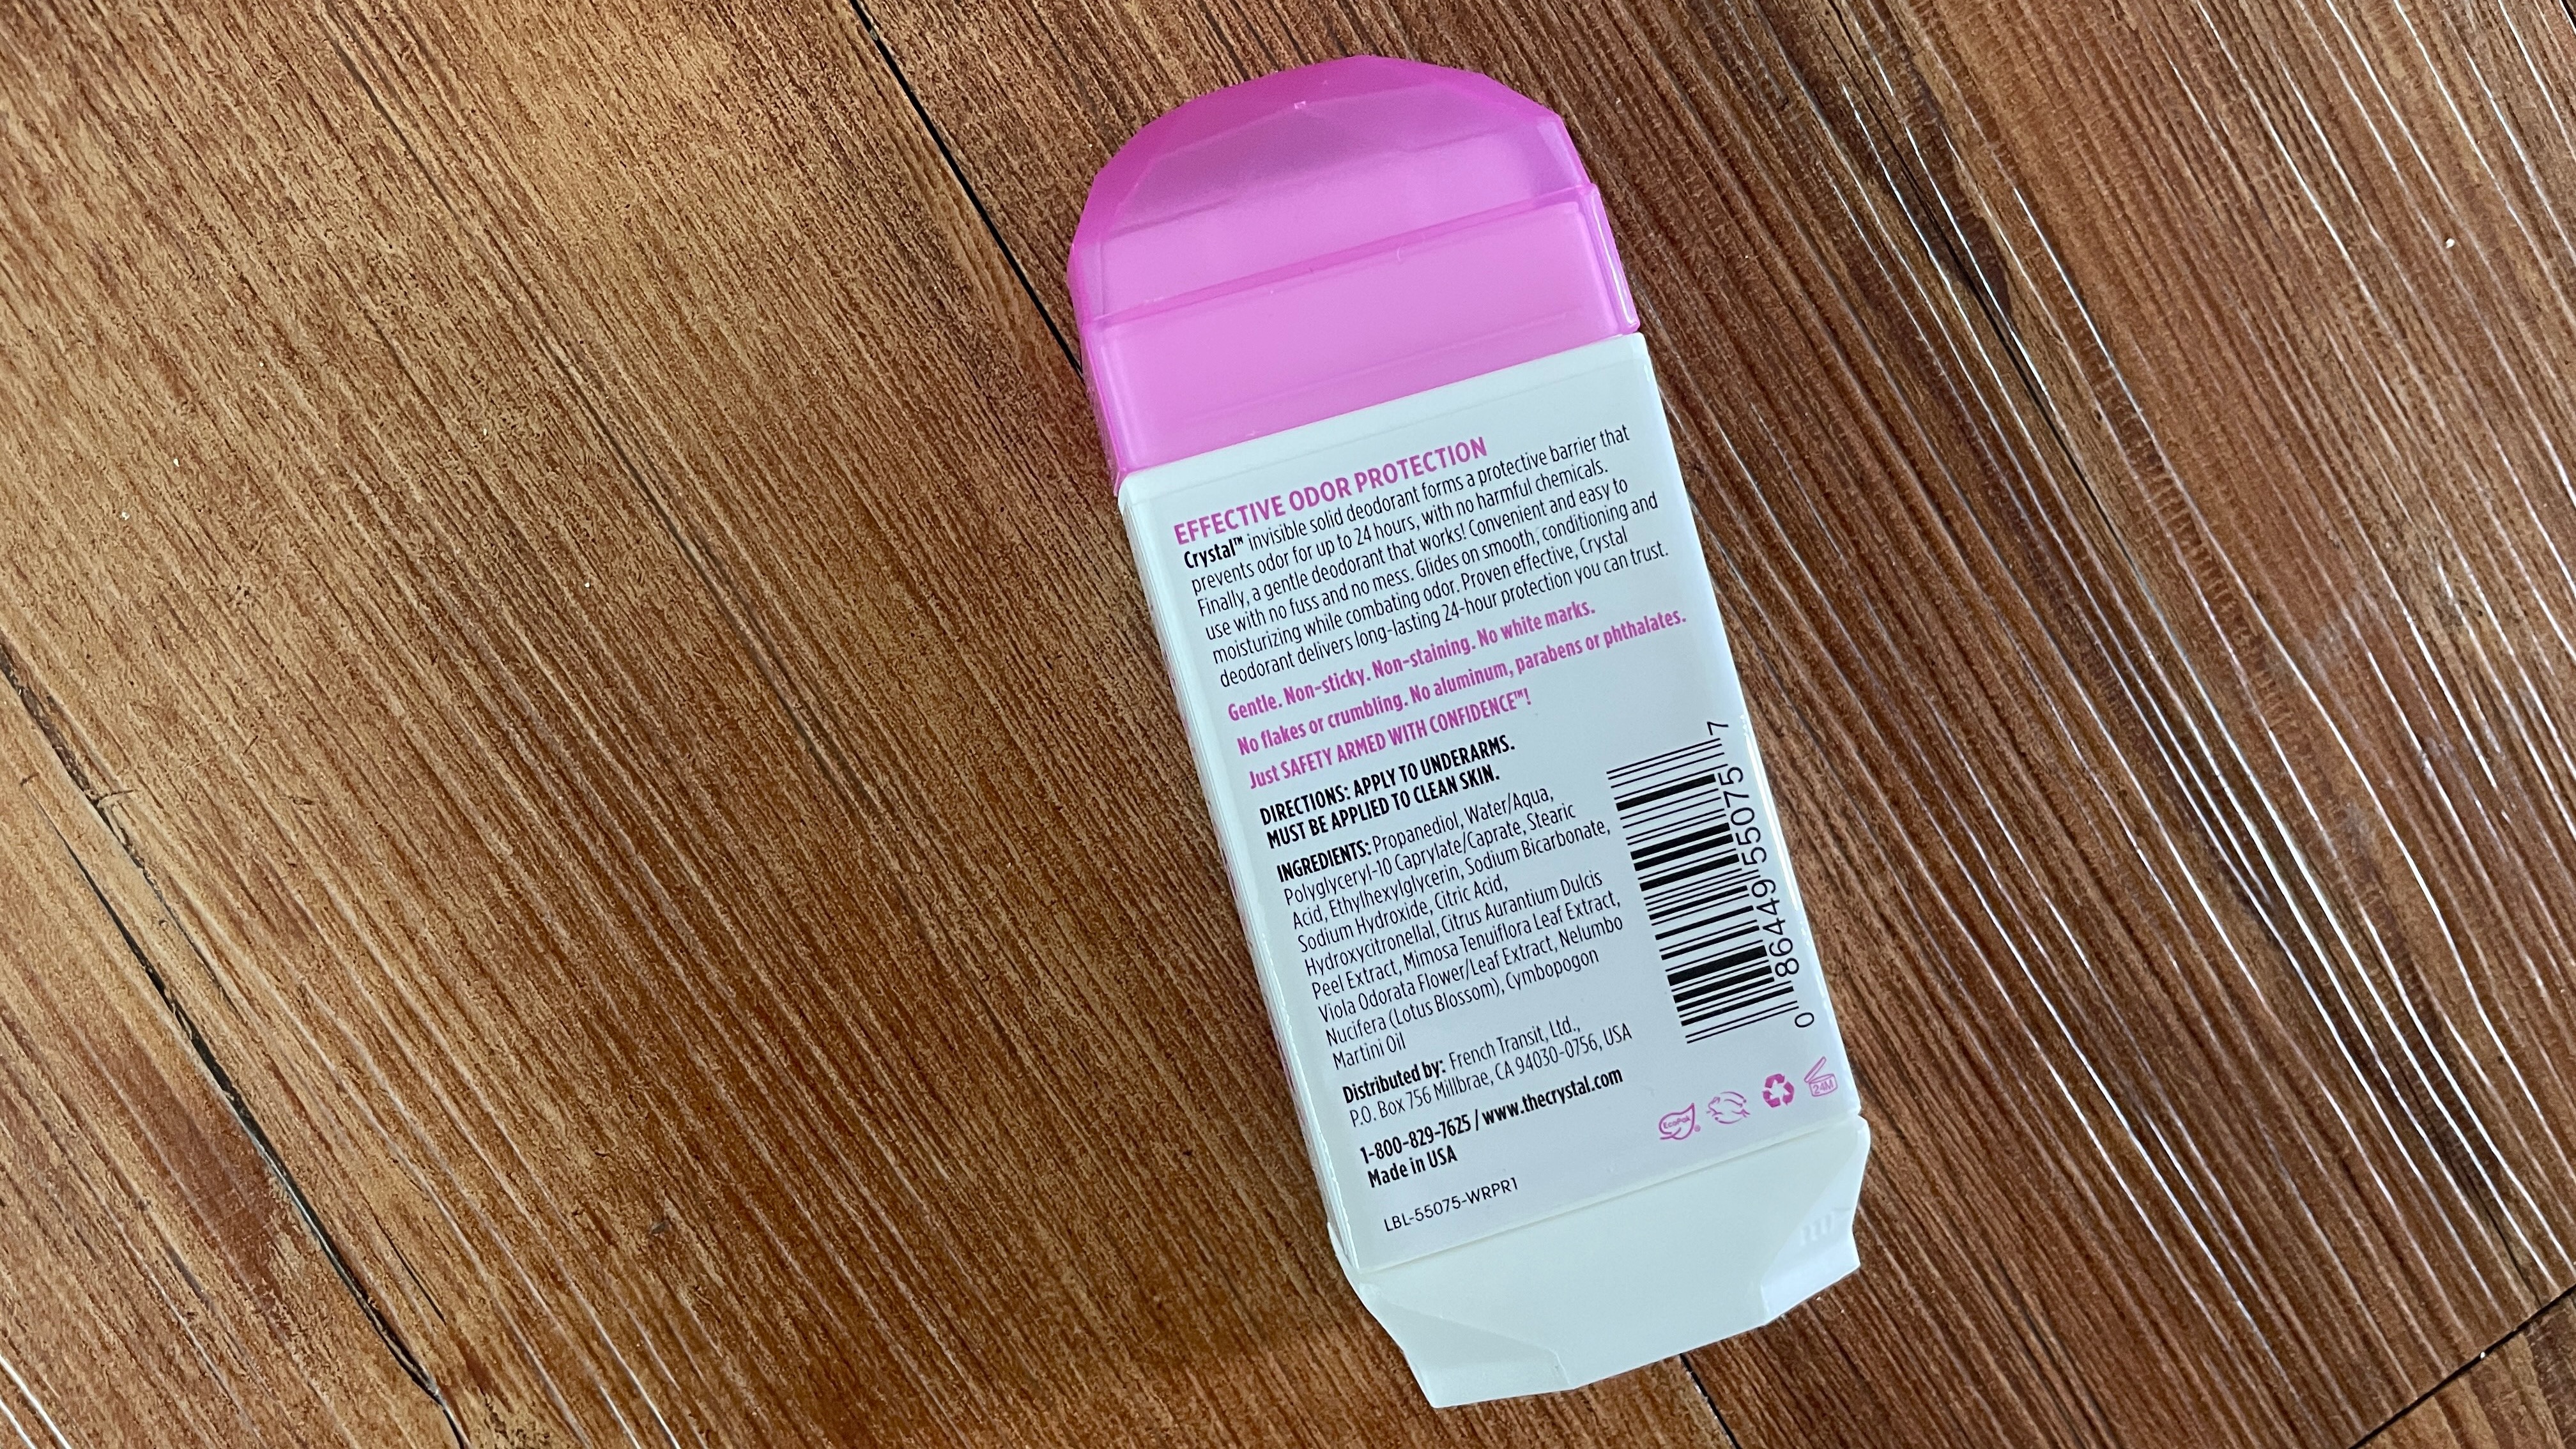 EFFECTIVE ODOR PROTECTION
Crystal™ invisible solid deodorant forms a protective barrier that
prevents odor for up to 24 hours, with no harmful chemicals.
Finally, a gentle deodorant that works! Convenient and easy to
use with no fuss and no mess. Glides on smooth, conditioning and
moisturizing while combating odor. Proven effective, Crystal
deodorant delivers long-lasting 24-hour protection you can trust.
Gentle. Non-sticky. Non-staining. No white marks.
No flakes or crumbling. No aluminum, parabens or phthalates.
Just SAFETY ARMED WITH CONFIDENCE™!
DIRECTIONS: APPLY TO UNDERARMS.
MUST BE APPLIED TO CLEAN SKIN.
INGREDIENTS: Propanediol, Water/Aqua,
Polyglyceryl-10 Caprylate/Caprate, Stearic
Acid, Ethylhexylglycerin, Sodium Bicarbonate,
Sodium Hydroxide, Citric Acid,
Hydroxycitronellal, Citrus Aurantium Dulcis
Peel Extract, Mimosa Tenuiflora Leaf Extract,
Viola Odorata Flower/Leaf Extract, Nelumbo
Nucifera (Lotus Blossom), Cymbopogon
Martini Oil
Distributed by: French Transit, Ltd.,
P.O. Box 756 Millbrae, CA 94030-0756, USA
1-800-829-7625 / www.thecrystal.com
Made in USA
LBL-55075-WRPR1
0 86449 55075 7
EcoPak®
24M